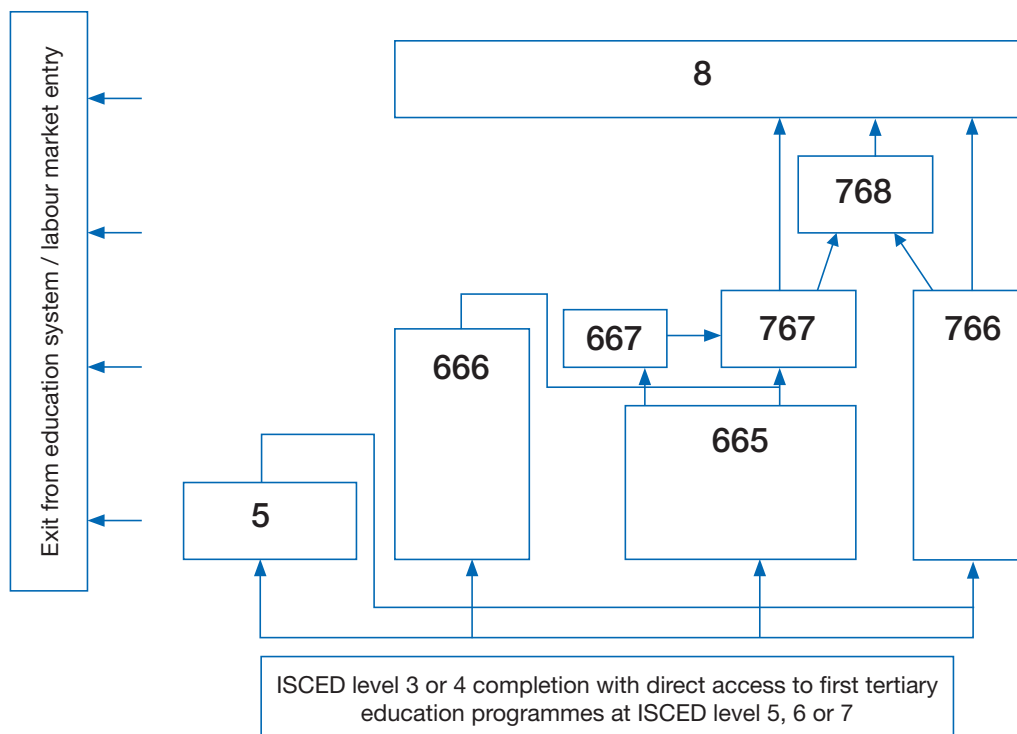 Exit from education system / labour market entry
8
768
667
767
766
666
665
5
ISCED level 3 or 4 completion with direct access to first tertiary
education programmes at ISCED level 5, 6 or 7